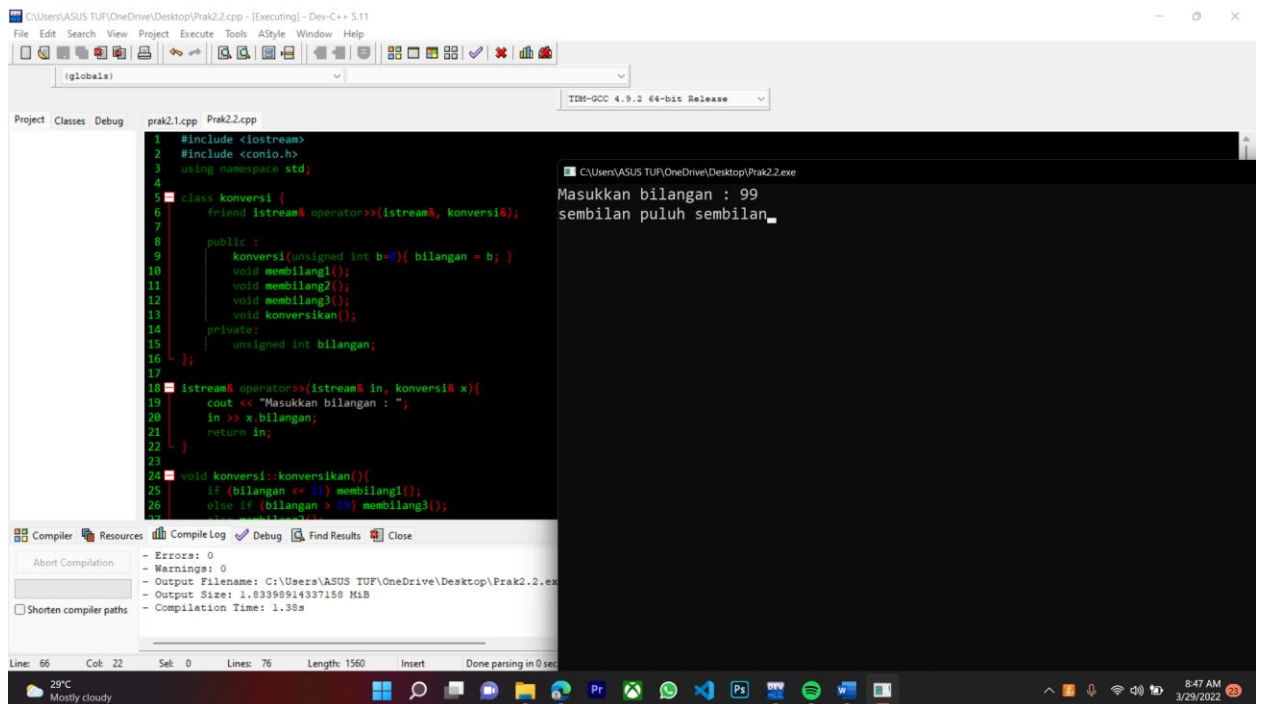 C:\Users\ASUS TUF\OneDrive\Desktop\Prak2.2.cpp - [Executing] - Dev-C++ 5.11
File Edit Search View Project Execute Tools AStyle Window Help
(globals)
TDM-GCC 4.9.2 64-bit Release
Project Classes Debug prak2.1.cpp Prak2.2.cpp
1 #include <iostream>
2 #include <conio.h>
3 using namespace std;
4
5 class konversi {
6 friend istream& operator>>(istream&, konversi&);
7
8 public :
9 konversi(unsigned int b=0){ bilangan = b; }
10 void membilang1();
11 void membilang2();
12 void membilang3();
13 void konversikan();
14 private:
15 unsigned int bilangan;
16 };
17
18 istream& operator>>(istream& in, konversi& x){
19 cout << "Masukkan bilangan : ";
20 in >> x.bilangan;
21 return in;
22 }
23
24 void konversi::konversikan(){
25 if (bilangan <= 11) membilang1();
26 else if (bilangan > 19) membilang3();
27 else membilang2();
C:\Users\ASUS TUF\OneDrive\Desktop\Prak2.2.exe
Masukkan bilangan : 99
sembilan puluh sembilan
Compiler Resources Compile Log Debug Find Results Close
Abort Compilation
Shorten compiler paths
- Errors: 0
- Warnings: 0
- Output Filename: C:\Users\ASUS TUF\OneDrive\Desktop\Prak2.2.ex
- Output Size: 1.83398914337158 MiB
- Compilation Time: 1.38s
Line: 66 Col: 22 Sel: 0 Lines: 76 Length: 1560 Insert Done parsing in 0 sec
29°C
Mostly cloudy
Pr
Ps
DEV
W
8:47 AM
3/29/2022
23